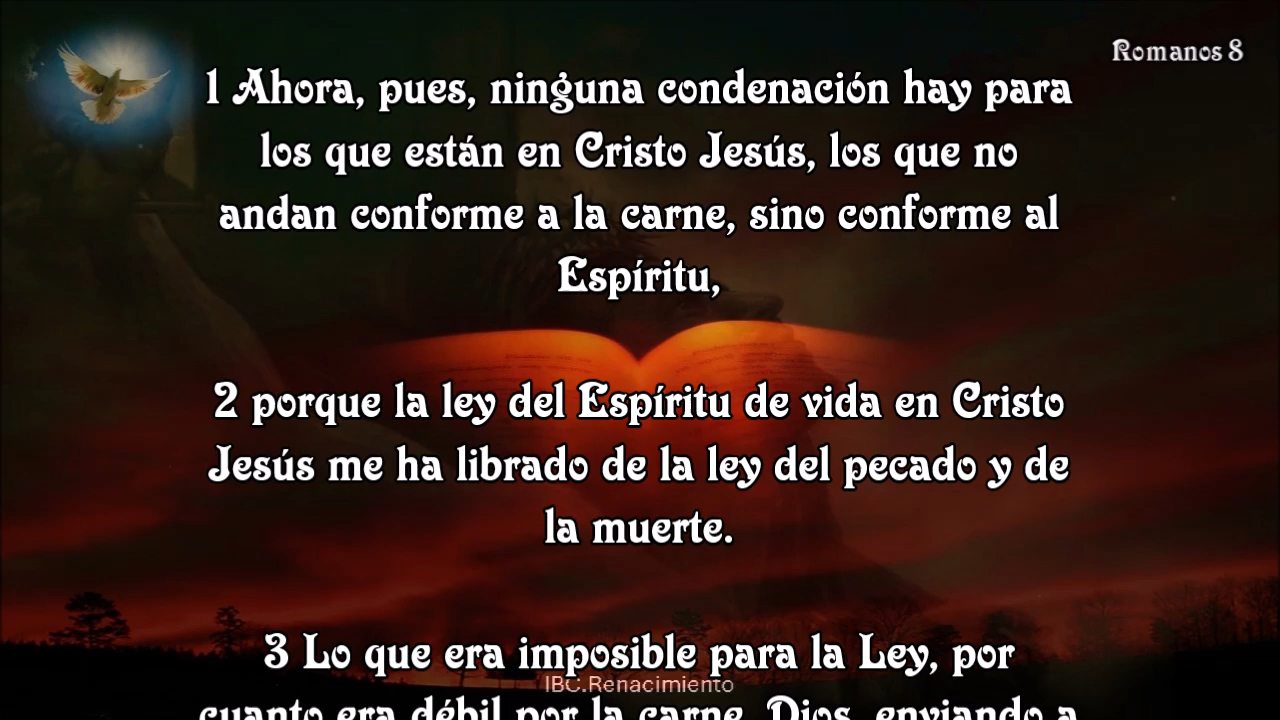 Romanos 8
1 Ahora, pues, ninguna condenación hay para
los que están en Cristo Jesús, los que no
andan conforme a la carne, sino conforme al
Espíritu,
2 porque la ley del Espíritu de vida en Cristo
Jesús me ha librado de la ley del pecado y de
la muerte.
3 Lo que era imposible para la Ley, por
IBC.Renacimiento
cuanto era débil por la carne, Dios, enviando a